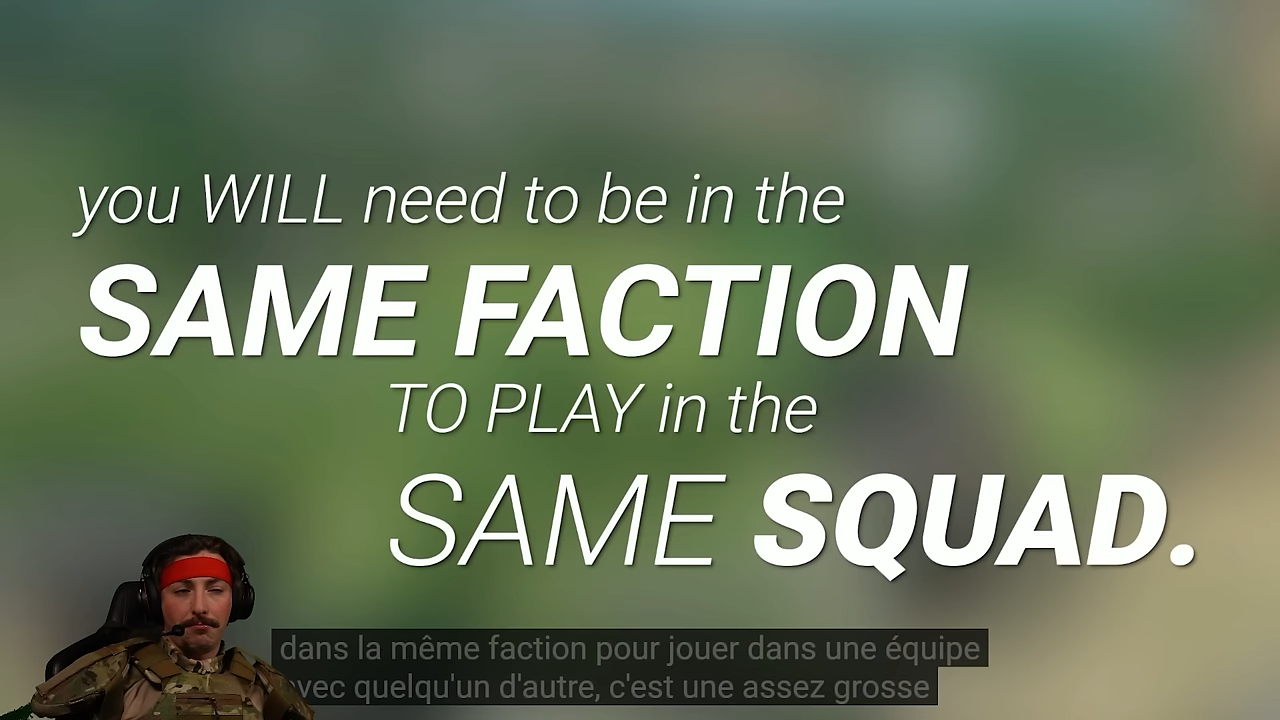 you WILL need to be in the
SAME FACTION
TO PLAY in the
SAME SQUAD.
dans la même faction pour jouer dans une équipe
avec quelqu'un d'autre, c'est une assez grosse